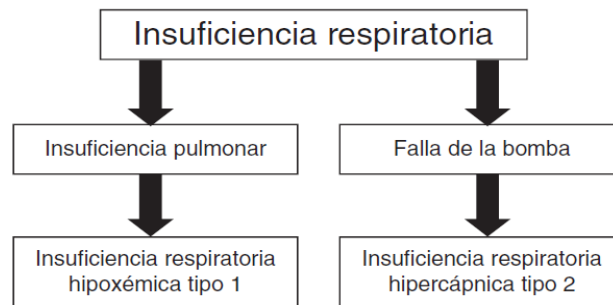 Insuficiencia respiratoria
Insuficiencia pulmonar
Falla de la bomba
Insuficiencia respiratoria
hipoxémica tipo 1
Insuficiencia respiratoria
hipercápnica tipo 2